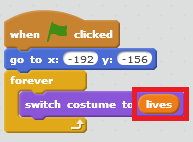 when clicked
go to x: -192 y: -156
forever
switch costume to lives